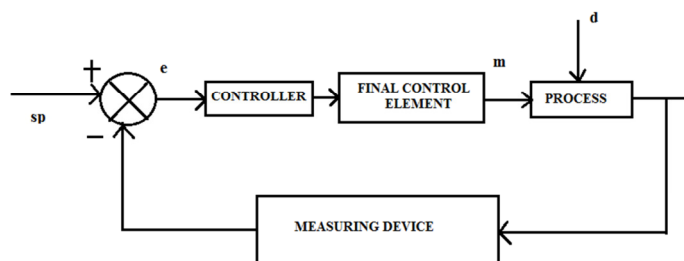 d
+
e
m
CONTROLLER
FINAL CONTROL
ELEMENT
PROCESS
sp
−
MEASURING DEVICE